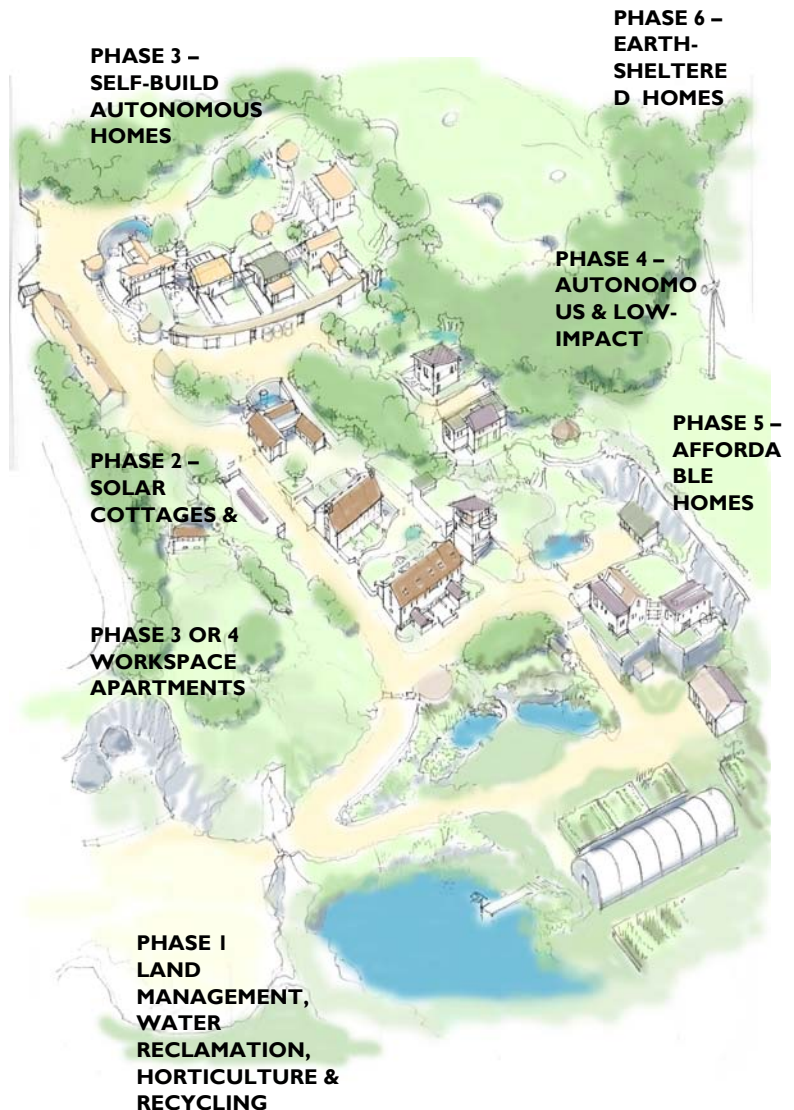 PHASE 6 –
EARTH-
SHELTERE
D HOMES
PHASE 3 –
SELF-BUILD
AUTONOMOUS
HOMES
PHASE 4 –
AUTONOMO
US & LOW-
IMPACT
PHASE 5 –
AFFORDA
BLE
HOMES
PHASE 2 –
SOLAR
COTTAGES &
PHASE 3 OR 4
WORKSPACE
APARTMENTS
PHASE I
LAND
MANAGEMENT,
WATER
RECLAMATION,
HORTICULTURE &
RECYCLING